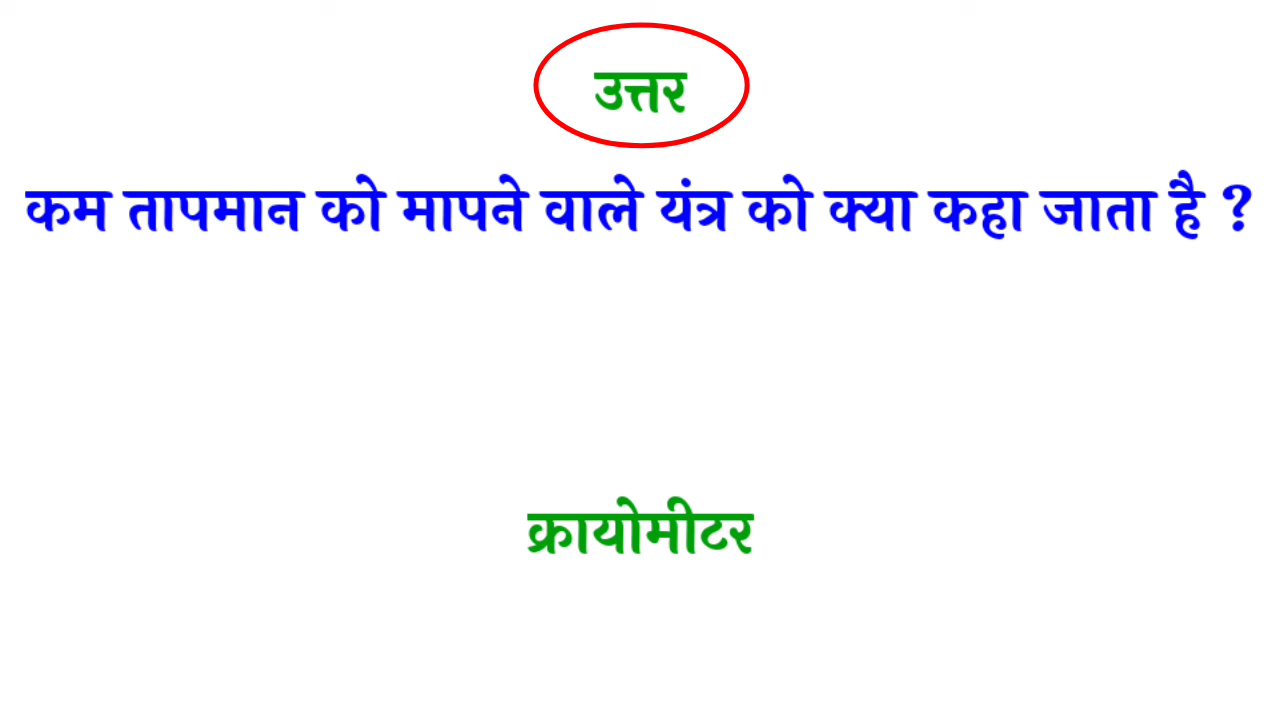 उत्तर
कम तापमान को मापने वाले यंत्र को क्या कहा जाता है ?
क्रायोमीटर